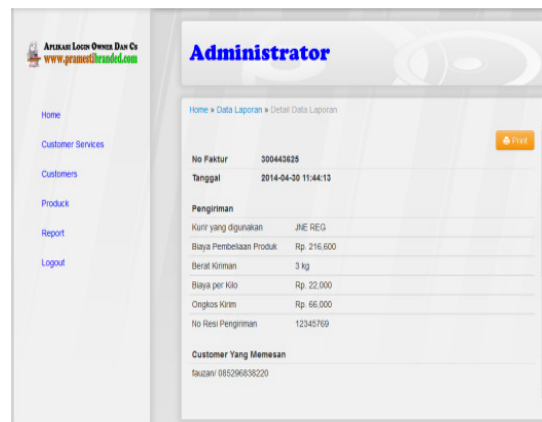 Aplikasi Login Owner Dan Cs
www.pramestibranded.com
Administrator
Home
Customer Services
Customers
Produck
Report
Logout
Home » Data Laporan » Detail Data Laporan
Print
No Faktur 300443625
Tanggal 2014-04-30 11:44:13
Pengiriman
Kurir yang digunakan JNE REG
Biaya Pembeliaan Produk Rp. 216,600
Berat Kiriman 3 kg
Biaya per Kilo Rp. 22,000
Ongkos Kirim Rp. 66,000
No Resi Pengiriman 12345769
Customer Yang Memesan
fauzan/ 085296838220